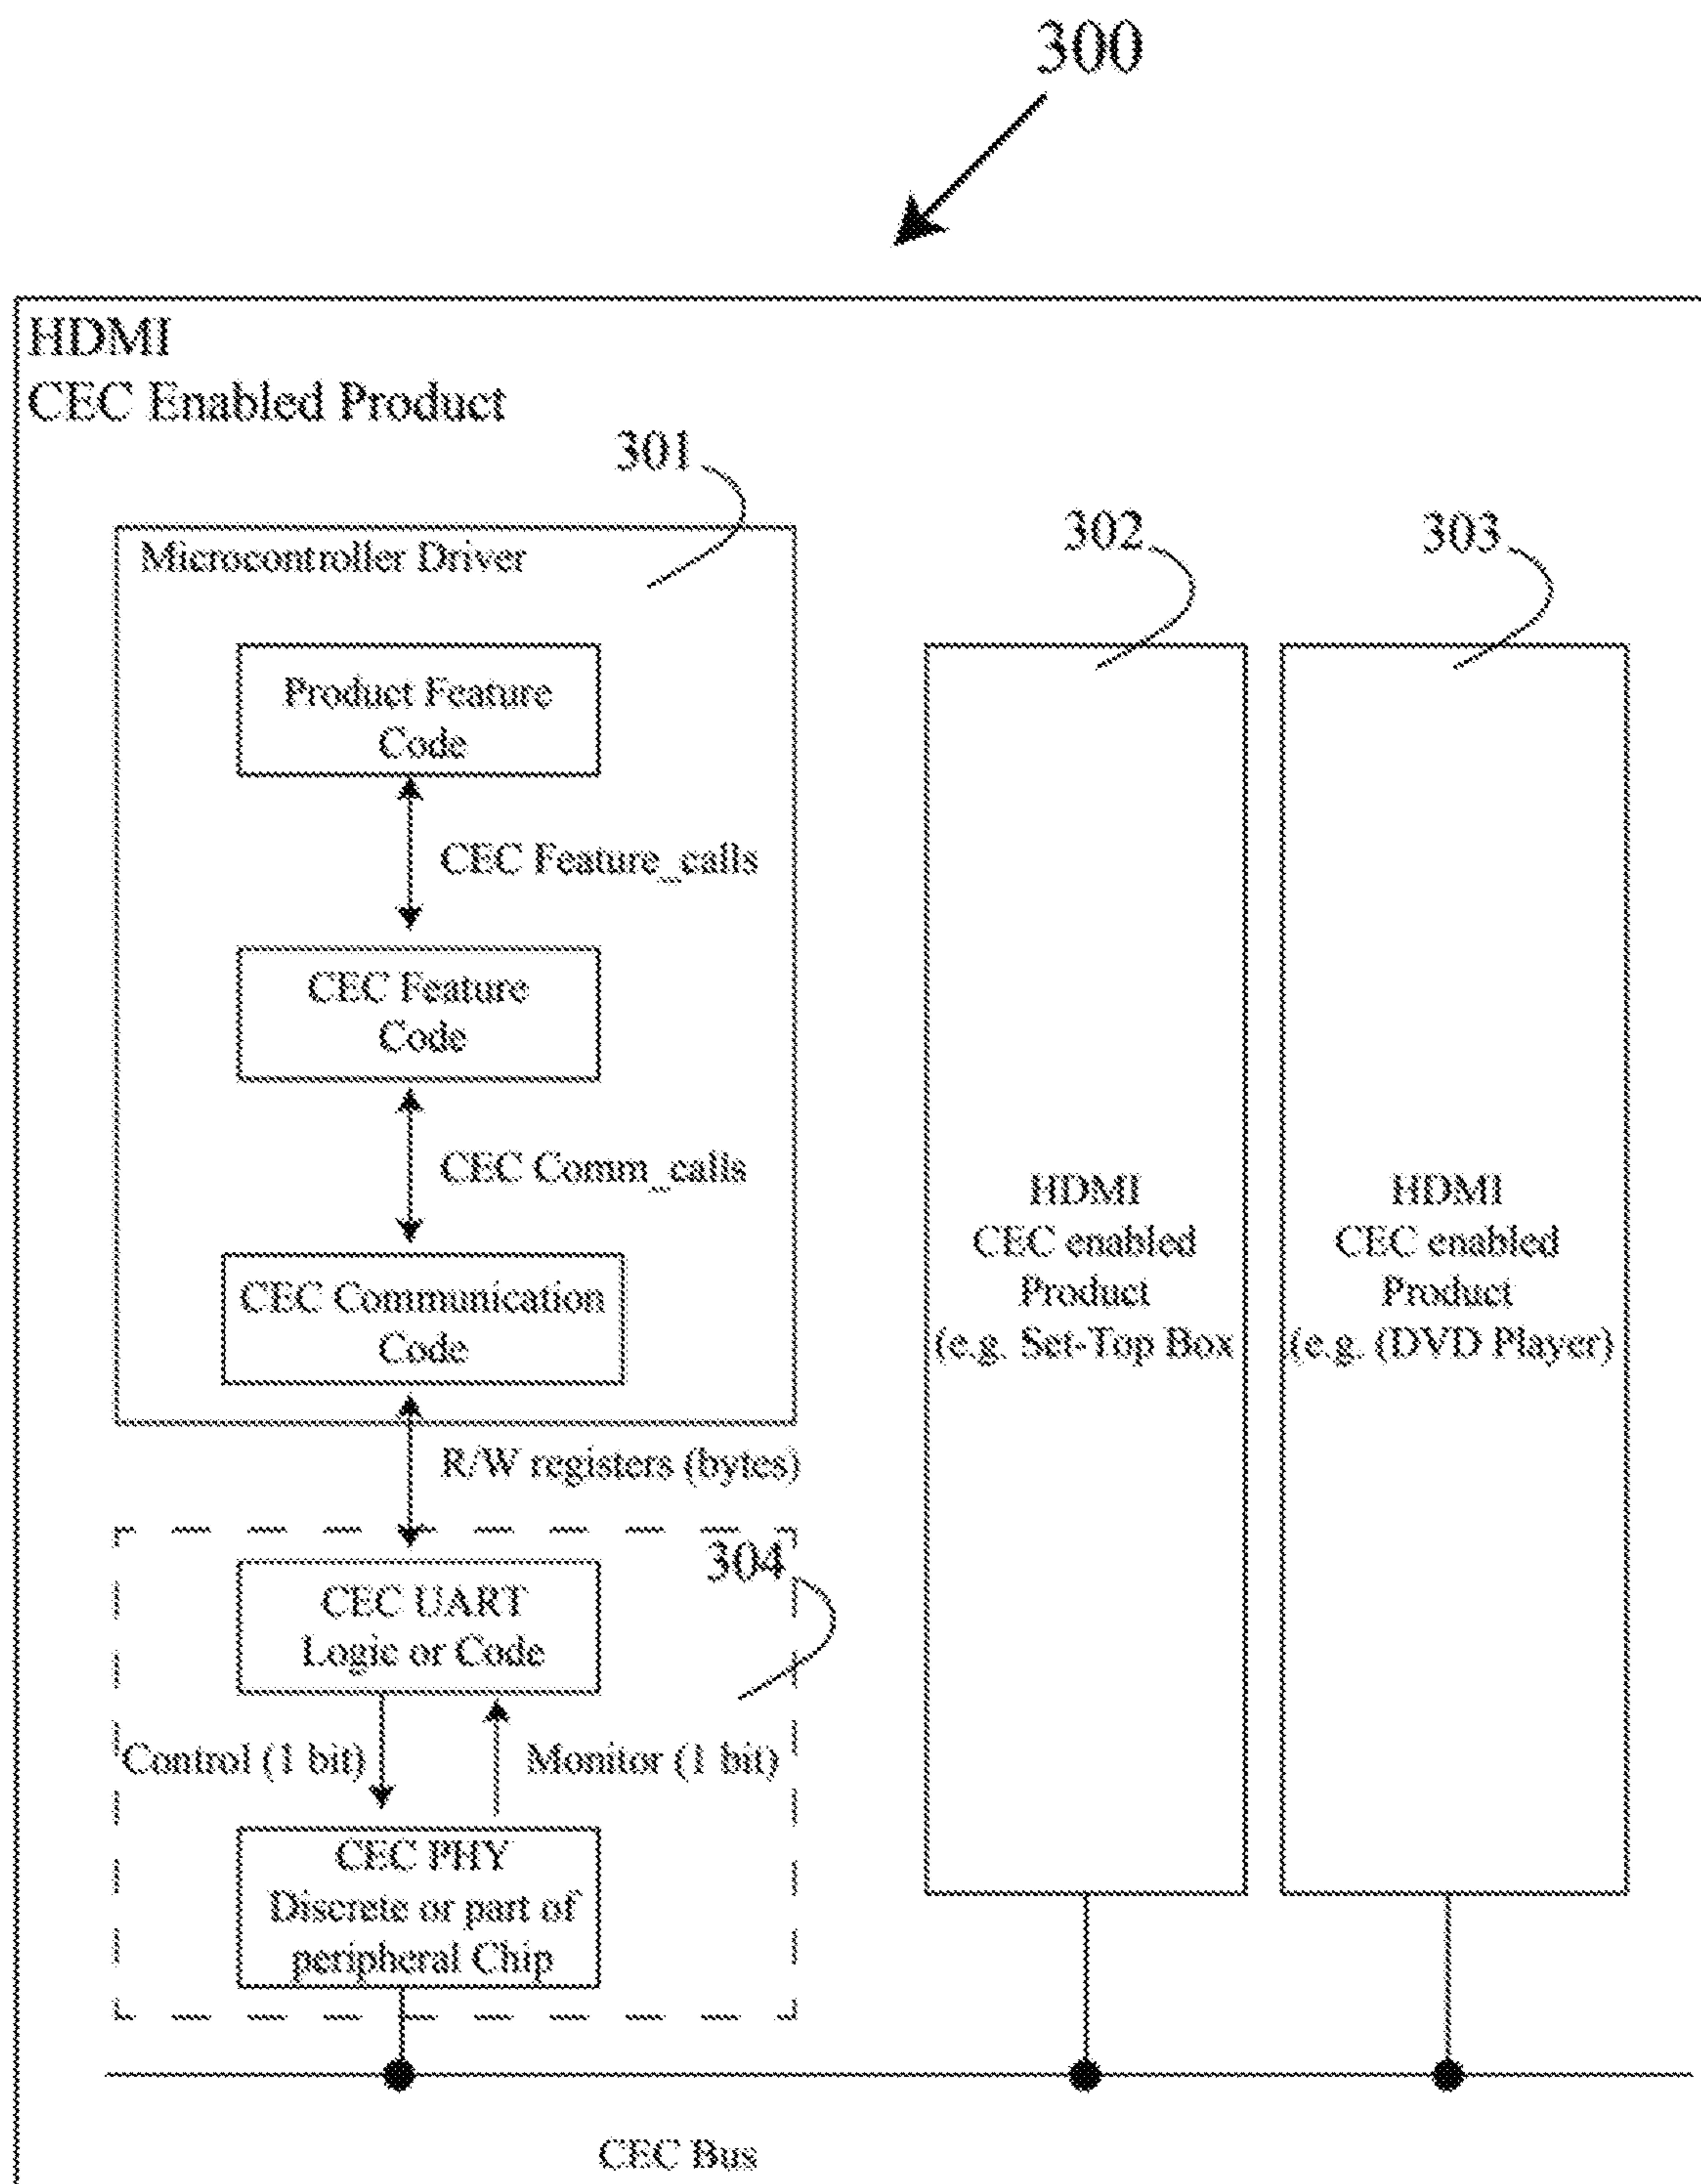 300
HDMI
CEC Enabled Product
301
Microcontroller Driver
302
303
Product Feature
Code
CEC Feature_calls
CEC Feature
Code
CEC Comm_calls
CEC Communication
Code
HDMI
CEC enabled
Product
(e.g. Set-Top Box
HDMI
CEC enabled
Product
(e.g. (DVD Player)
R/W registers (bytes)
304
CEC UART
Logic or Code
Control (1 bit)
Monitor (1 bit)
CEC PHY
Discrete or part of
peripheral Chip
CEC Bus